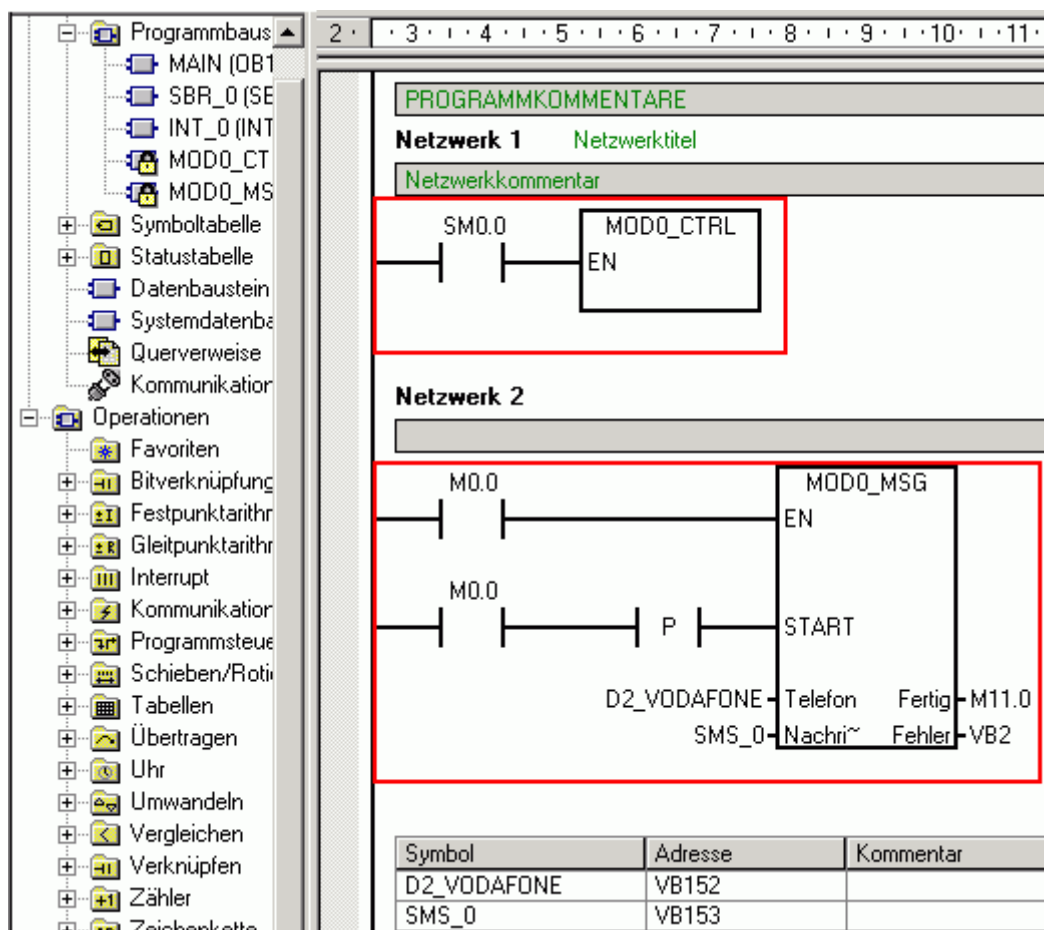 Programmbaus
MAIN (OB1
SBR_0 (SE
INT_0 (INT
MOD0_CT
MOD0_MS
Symboltabelle
Statustabelle
Datenbaustein
Systemdatenba
Querverweise
Kommunikation
Operationen
Favoriten
Bitverknüpfung
Festpunktarithr
Gleitpunktarithr
Interrupt
Kommunikation
Programmsteue
Schieben/Roti
Tabellen
Übertragen
Uhr
Umwandeln
Vergleichen
Verknüpfen
Zähler
Zeichenkette
2 · · 3 · ı · 4 · ı · 5 · ı · 6 · ı · 7 · ı · 8 · ı · 9 · ı · 10 · ı · 11 ·
PROGRAMMKOMMENTARE
Netzwerk 1 Netzwerktitel
Netzwerkkommentar
SM0.0 MOD0_CTRL
EN
Netzwerk 2
M0.0 MOD0_MSG
EN
M0.0
P START
D2_VODAFONE Telefon Fertig M11.0
SMS_0 Nachri~ Fehler VB2
Symbol Adresse Kommentar
D2_VODAFONE VB152
SMS_0 VB153